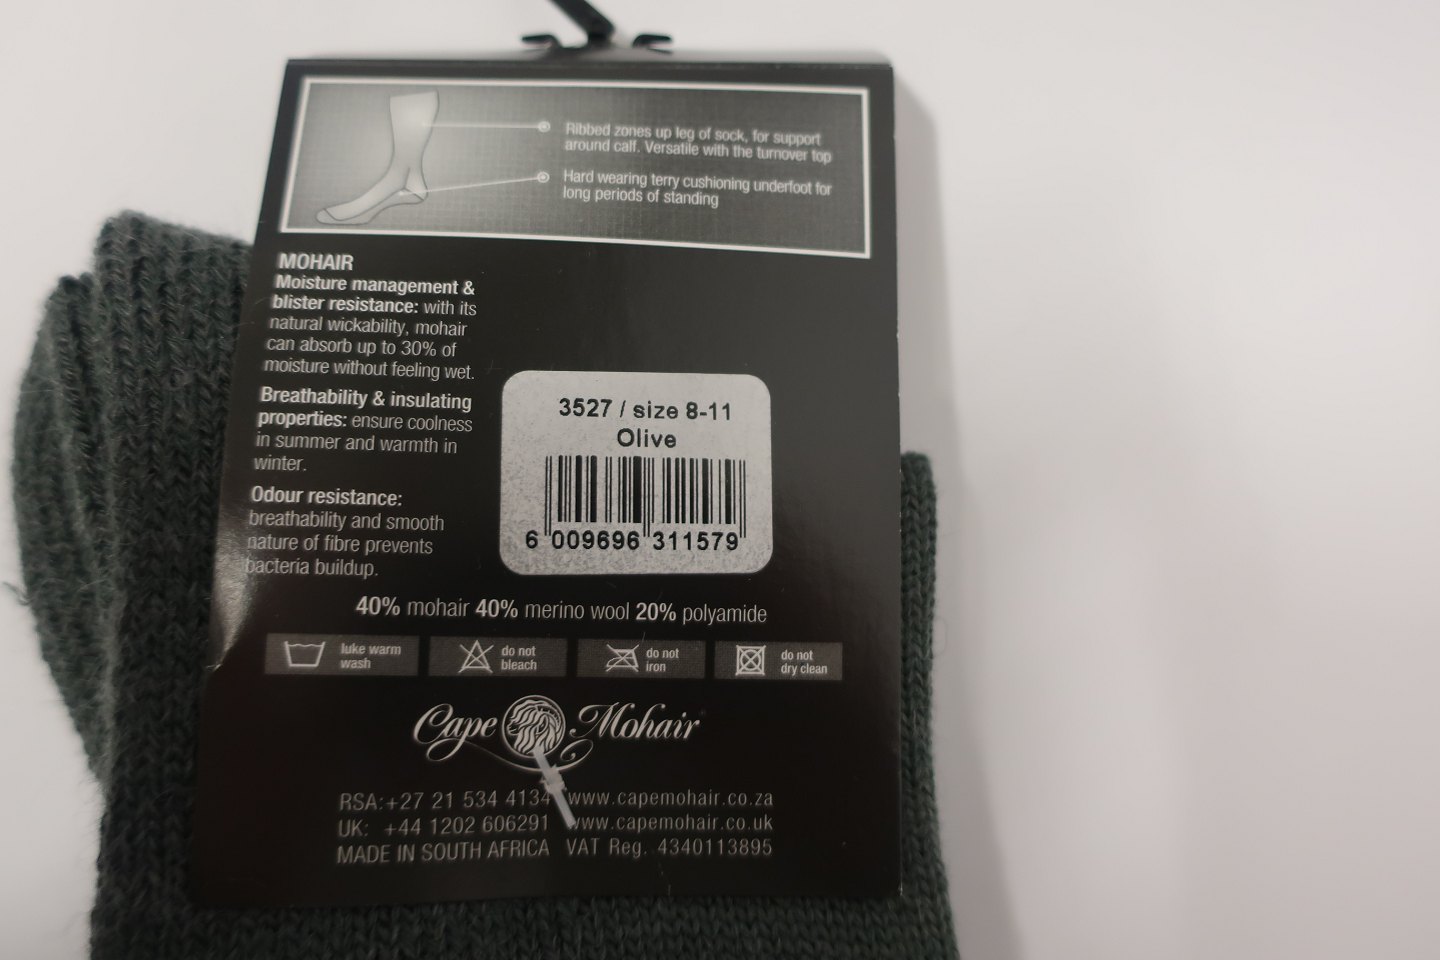 Ribbed zones up leg of sock, for support
around calf. Versatile with the turnover top
Hard wearing terry cushioning underfoot for
long periods of standing
MOHAIR
Moisture management &
blister resistance: with its
natural wickability, mohair
can absorb up to 30% of
moisture without feeling wet.
Breathability & insulating
properties: ensure coolness
in summer and warmth in
winter.
Odour resistance:
breathability and smooth
nature of fibre prevents
bacteria buildup.
3527 / size 8-11
Olive
6 009696 311579
40% mohair 40% merino wool 20% polyamide
luke warm
wash
do not
bleach
do not
iron
do not
dry clean
Cape Mohair
RSA:+27 21 534 4134 www.capemohair.co.za
UK: +44 1202 606291 www.capemohair.co.uk
MADE IN SOUTH AFRICA VAT Reg. 4340113895